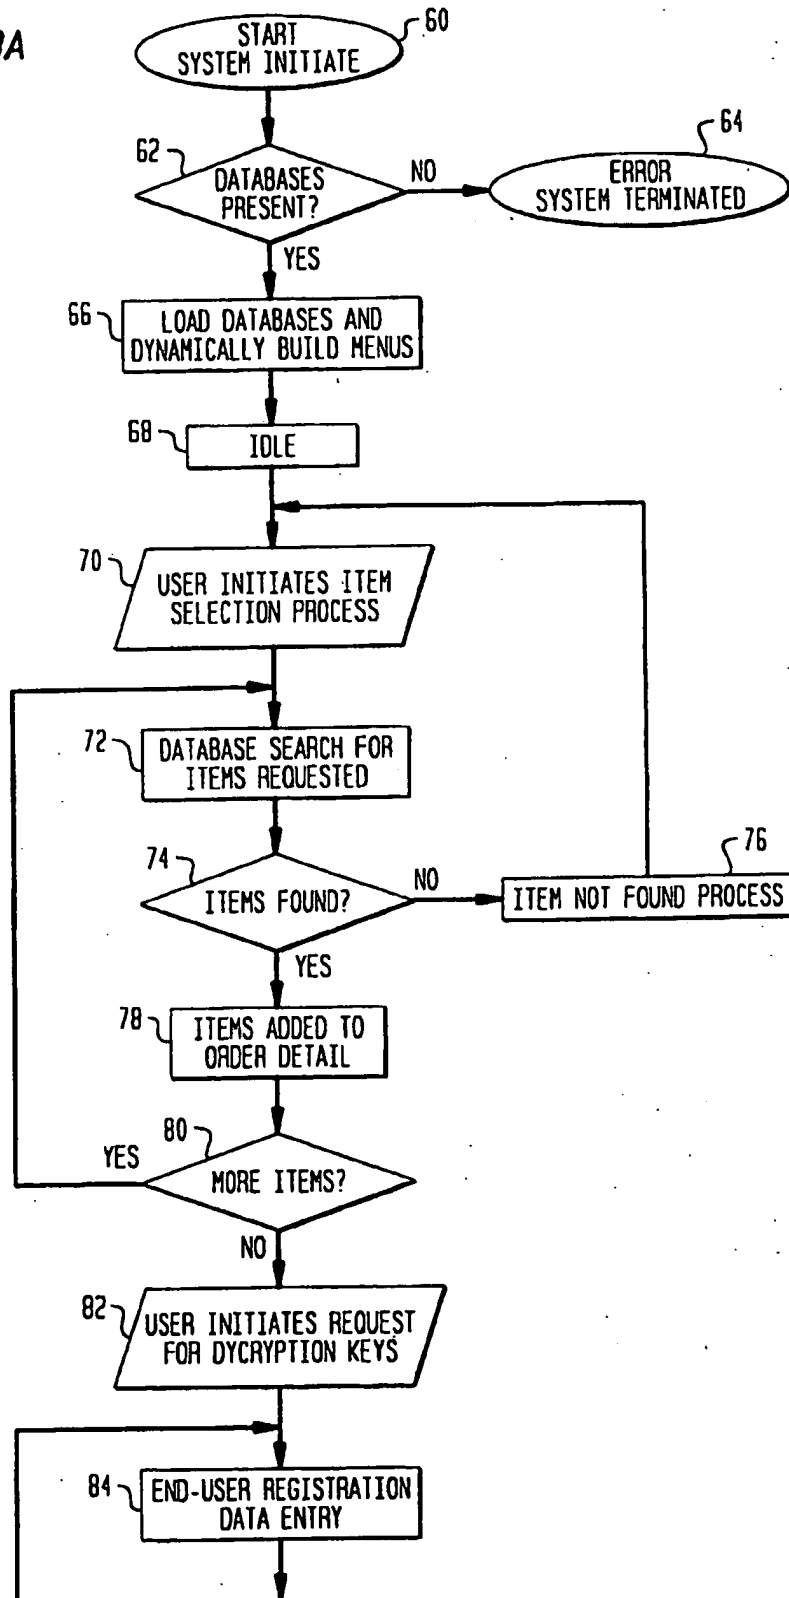 START
SYSTEM INITIATE
60
62
DATABASES
PRESENT?
NO
64
ERROR
SYSTEM TERMINATED
YES
66
LOAD DATABASES AND
DYNAMICALLY BUILD MENUS
68
IDLE
70
USER INITIATES ITEM
SELECTION PROCESS
72
DATABASE SEARCH FOR
ITEMS REQUESTED
74
ITEMS FOUND?
NO
76
ITEM NOT FOUND PROCESS
YES
78
ITEMS ADDED TO
ORDER DETAIL
80
YES
MORE ITEMS?
NO
82
USER INITIATES REQUEST
FOR DYCRYPTION KEYS
84
END-USER REGISTRATION
DATA ENTRY